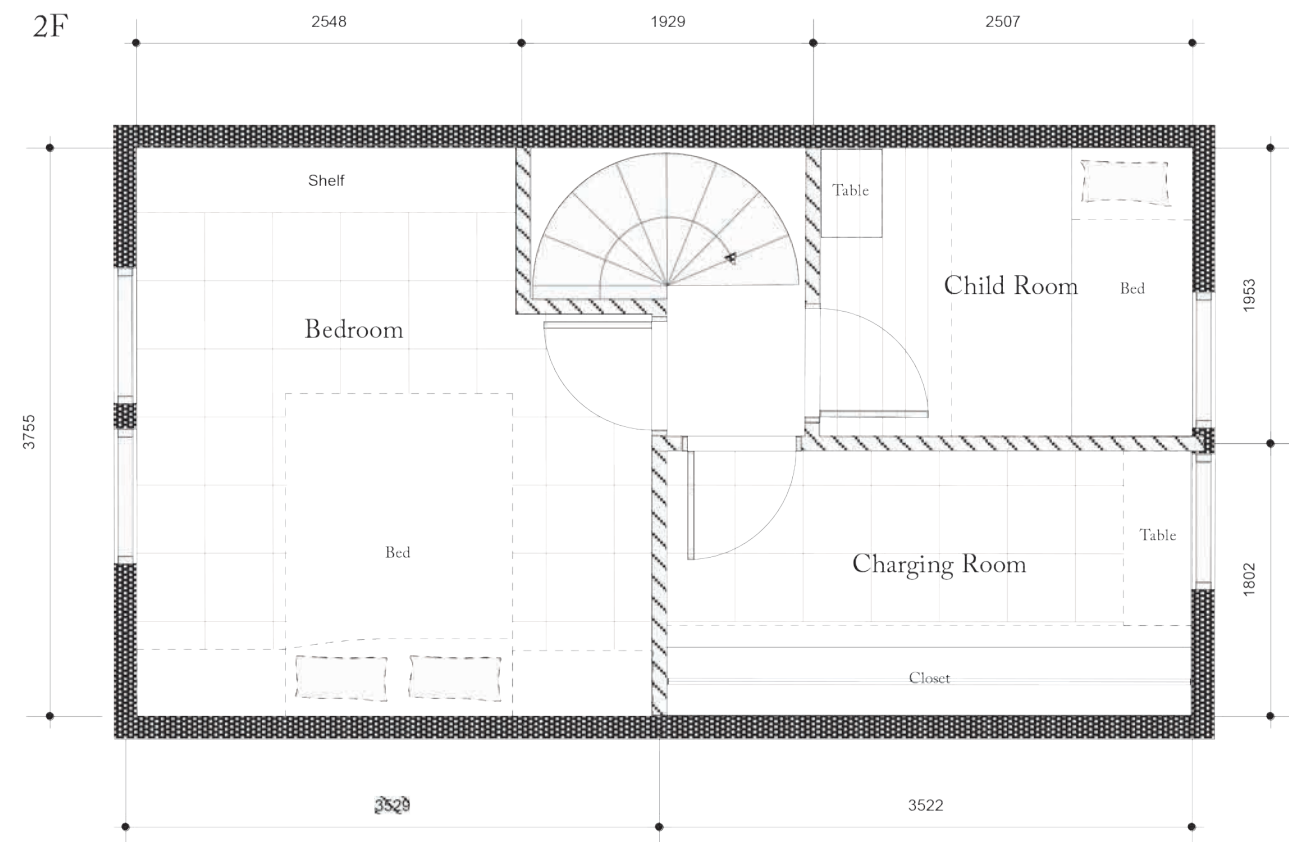 2F
2548
1929
2507
Shelf
Table
Child Room
Bed
Bedroom
1953
3755
Bed
Table
Charging Room
1802
Closet
3529
3522